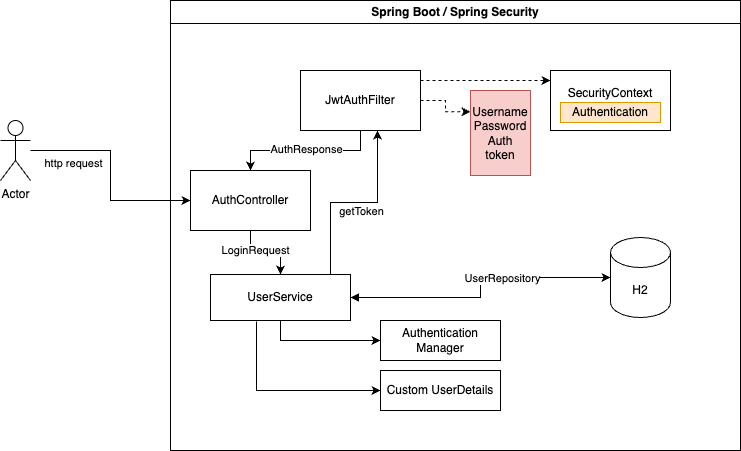 Spring Boot / Spring Security
JwtAuthFilter
SecurityContext
Authentication
Username
Password
Auth
token
AuthResponse
http request
Actor
AuthController
getToken
LoginRequest
UserService
UserRepository
H2
Authentication
Manager
Custom UserDetails